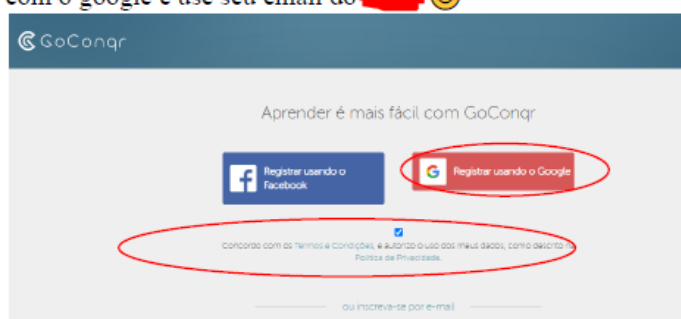 com o google e use seu email do
GoConqr
Aprender é mais fácil com GoConqr
Registrar usando o
Facebook
Registrar usando o Google
Concordo com os Termos e Condições, e autorizo o uso dos meus dados, como descrito na
Política de Privacidade.
ou inscreva-se por e-mail